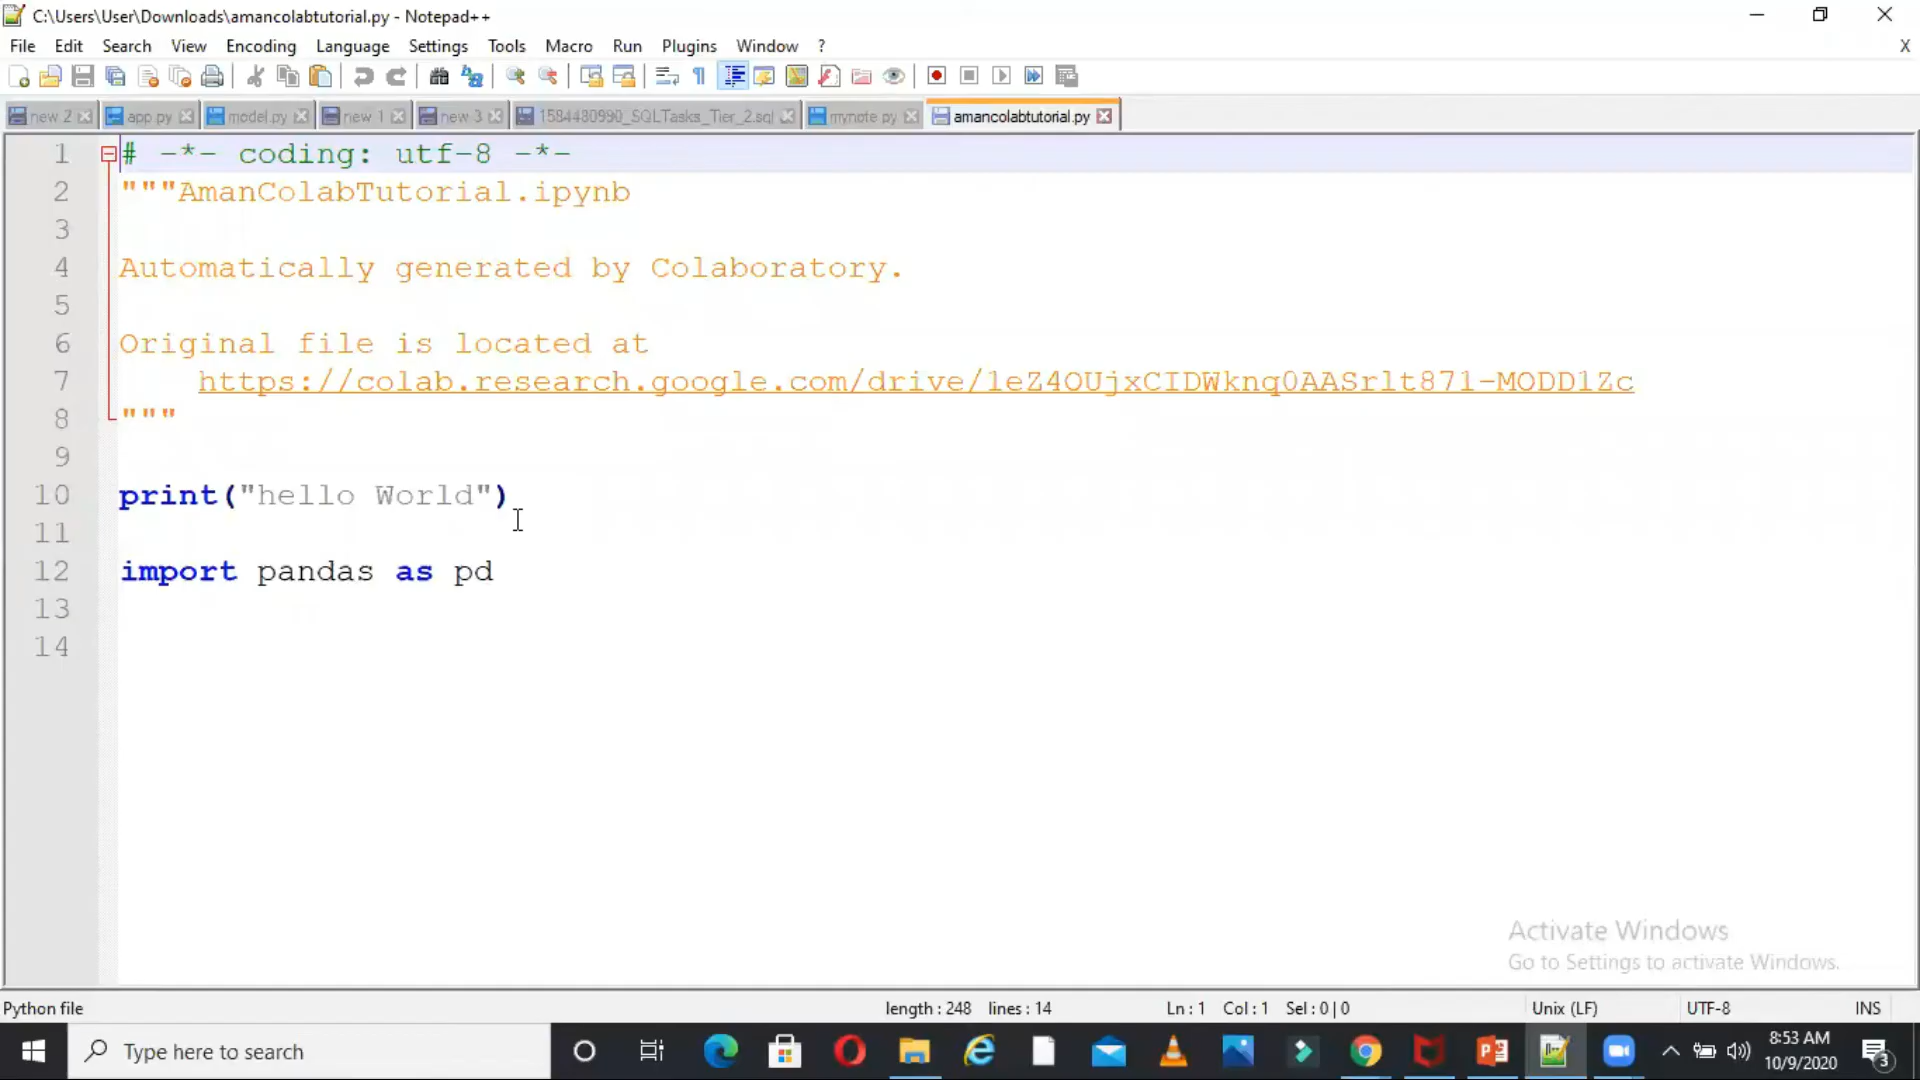 C:\Users\User\Downloads\amancolabtutorial.py - Notepad++
File Edit Search View Encoding Language Settings Tools Macro Run Plugins Window ? X
new 2 app.py model.py new 1 new 3 1584480990_SQLTasks_Tier_2.sql mynote.py amancolabtutorial.py
1 # -*- coding: utf-8 -*-
2 """AmanColabTutorial.ipynb
3
4 Automatically generated by Colaboratory.
5
6 Original file is located at
7 https://colab.research.google.com/drive/1eZ4OUjxCIDWknq0AASrlt871-MODD1Zc
8 """
9
10 print("hello World")
11
12 import pandas as pd
13
14
Activate Windows
Go to Settings to activate Windows.
Python file length : 248 lines : 14 Ln : 1 Col : 1 Sel : 0 | 0 Unix (LF) UTF-8 INS
Type here to search
8:53 AM
10/9/2020
3